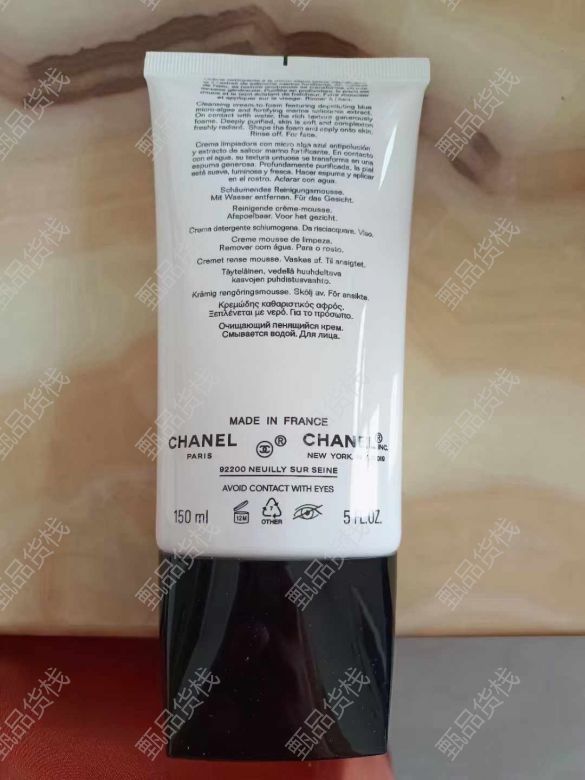 Cleansing cream-to-foam featuring depolluting blue
micro-algae and fortifying marine salicornia extract.
On contact with water, the rich texture generously
foams. Deeply purified, skin is soft and complexion
freshly radiant. Shape the foam and apply onto skin.
Rinse off. For face.
Crema limpiadora con micro alga azul antipolución
y extracto de salicor marino fortificante. En contacto
con el agua, su textura untuosa se transforma en una
espuma generosa. Profundamente purificada, la piel
está suave, luminosa y fresca. Hacer espuma y aplicar
en el rostro. Aclarar con agua.
Schäumendes Reinigungsmousse.
Mit Wasser entfernen. Für das Gesicht.
Reinigende crème-mousse.
Afspoelbaar. Voor het gezicht.
Crema detergente schiumogena. Da risciacquare. Viso.
Creme mousse de limpeza.
Remover com água. Para o rosto.
Cremet rense mousse. Vaskes af. Til ansigtet.
Täyteläinen, vedellä huuhdeltava
kasvojen puhdistusvaahto.
Krämig rengöringsmousse. Skölj av. För ansikte.
Κρεμώδης καθαριστικός αφρός.
Ξεπλένεται με νερό. Για το πρόσωπο.
Очищающий пенящийся крем.
Смывается водой. Для лица.
MADE IN FRANCE
CHANEL ® CHANEL INC.
PARIS NEW YORK, N.Y.
92200 NEUILLY SUR SEINE
AVOID CONTACT WITH EYES
150 ml 12M 7 OTHER 5 FL.OZ.
甄品货栈